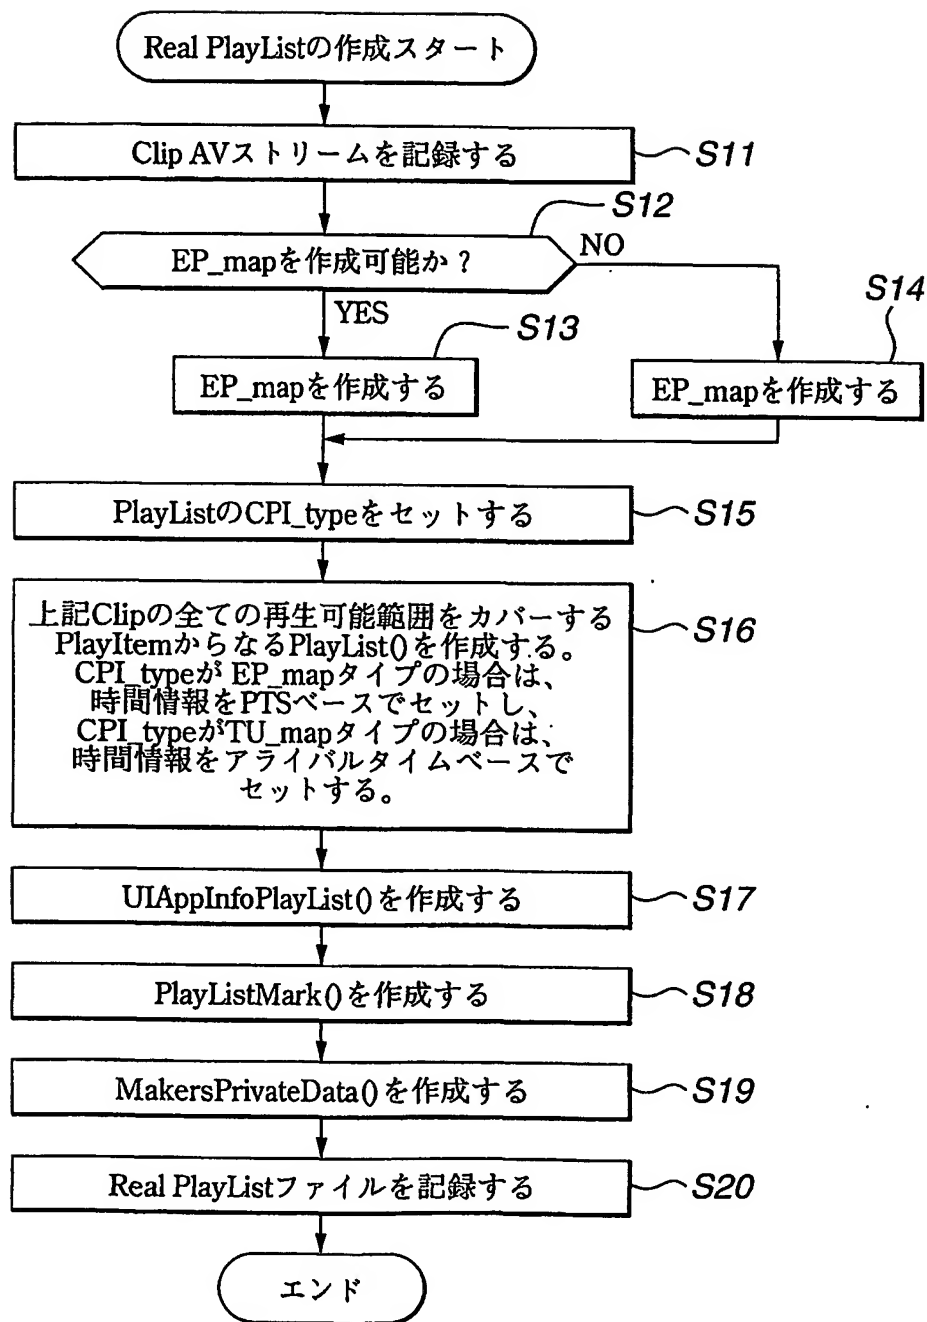 Real PlayListの作成スタート
Clip AVストリームを記録する
S11
S12
EP_mapを作成可能か?
NO
YES
S13
S14
EP_mapを作成する
EP_mapを作成する
PlayListのCPI_typeをセットする
S15
上記Clipの全ての再生可能範囲をカバーする
PlayItemからなるPlayList()を作成する。
CPI_typeが EP_mapタイプの場合は、
時間情報をPTSベースでセットし、
CPI_typeがTU_mapタイプの場合は、
時間情報をアライバルタイムベースで
セットする。
S16
UIAppInfoPlayList()を作成する
S17
PlayListMark()を作成する
S18
MakersPrivateData()を作成する
S19
Real PlayListファイルを記録する
S20
エンド